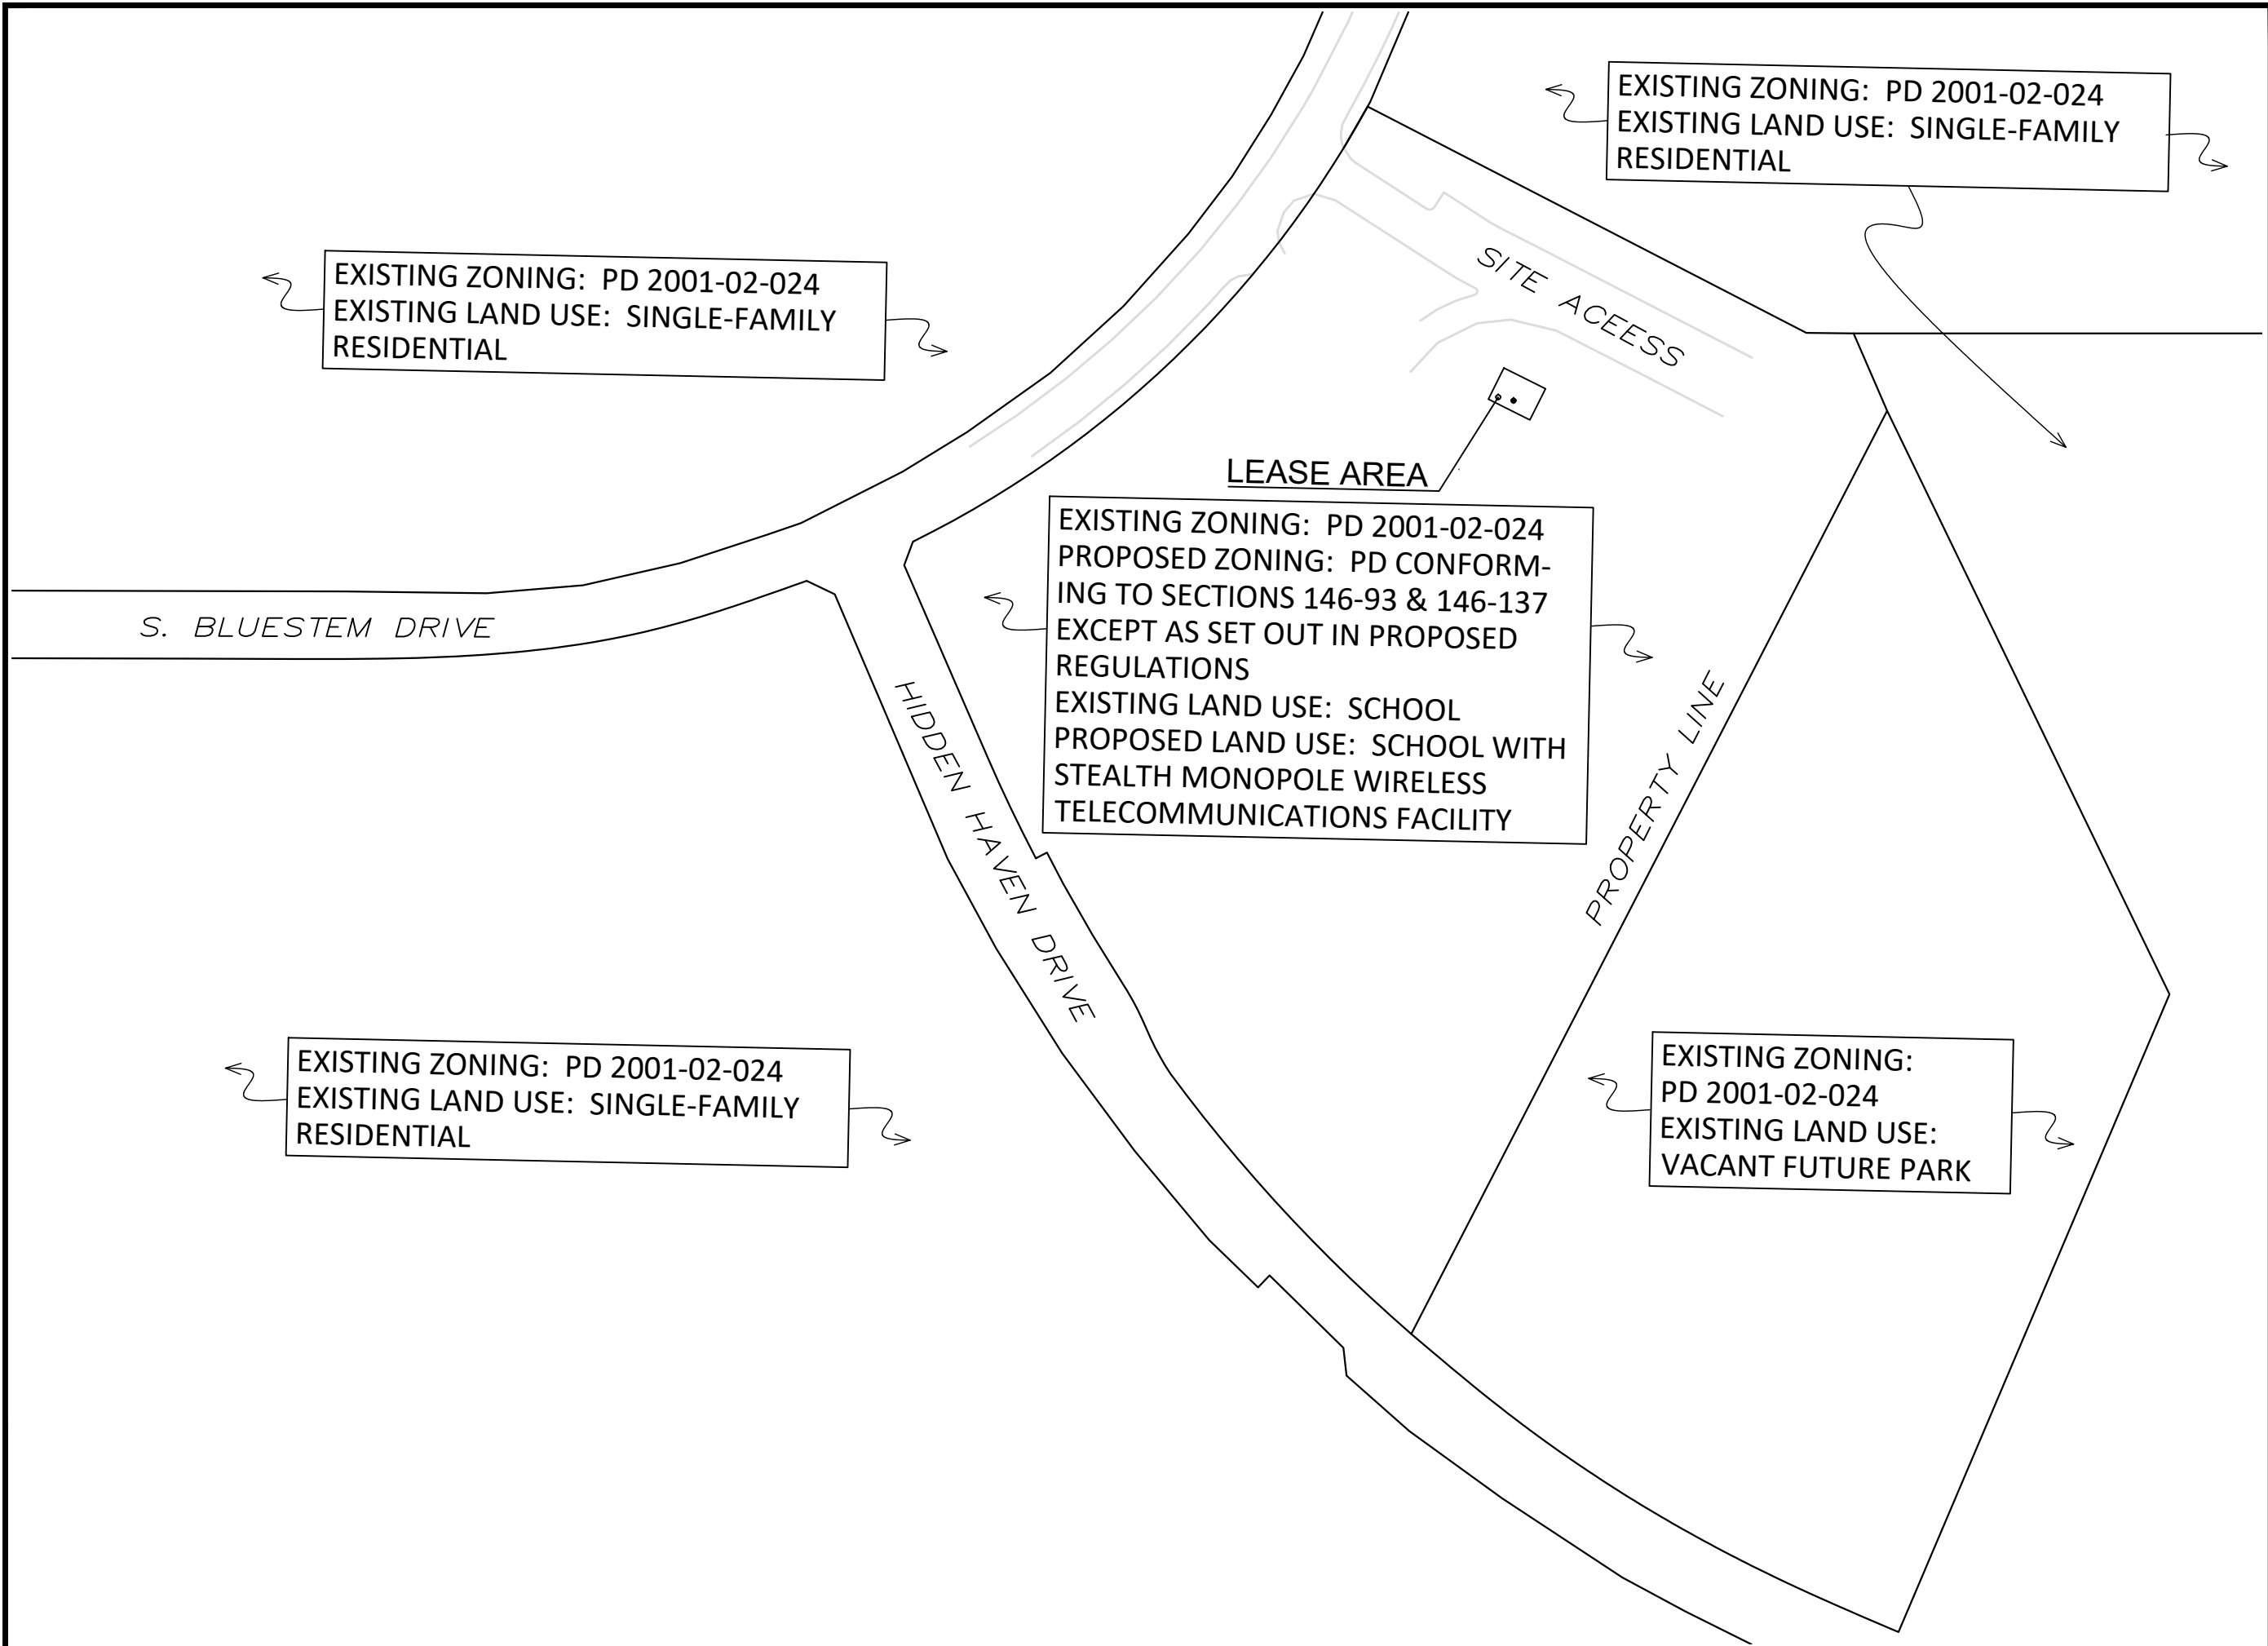 EXISTING ZONING: PD 2001-02-024
EXISTING LAND USE: SINGLE-FAMILY
RESIDENTIAL
EXISTING ZONING: PD 2001-02-024
EXISTING LAND USE: SINGLE-FAMILY
RESIDENTIAL
SITE ACEESS
LEASE AREA
EXISTING ZONING: PD 2001-02-024
PROPOSED ZONING: PD CONFORM-
ING TO SECTIONS 146-93 & 146-137
EXCEPT AS SET OUT IN PROPOSED
REGULATIONS
EXISTING LAND USE: SCHOOL
PROPOSED LAND USE: SCHOOL WITH
STEALTH MONOPOLE WIRELESS
TELECOMMUNICATIONS FACILITY
S. BLUESTEM DRIVE
HIDDEN HAVEN DRIVE
PROPERTY LINE
EXISTING ZONING: PD 2001-02-024
EXISTING LAND USE: SINGLE-FAMILY
RESIDENTIAL
EXISTING ZONING:
PD 2001-02-024
EXISTING LAND USE:
VACANT FUTURE PARK